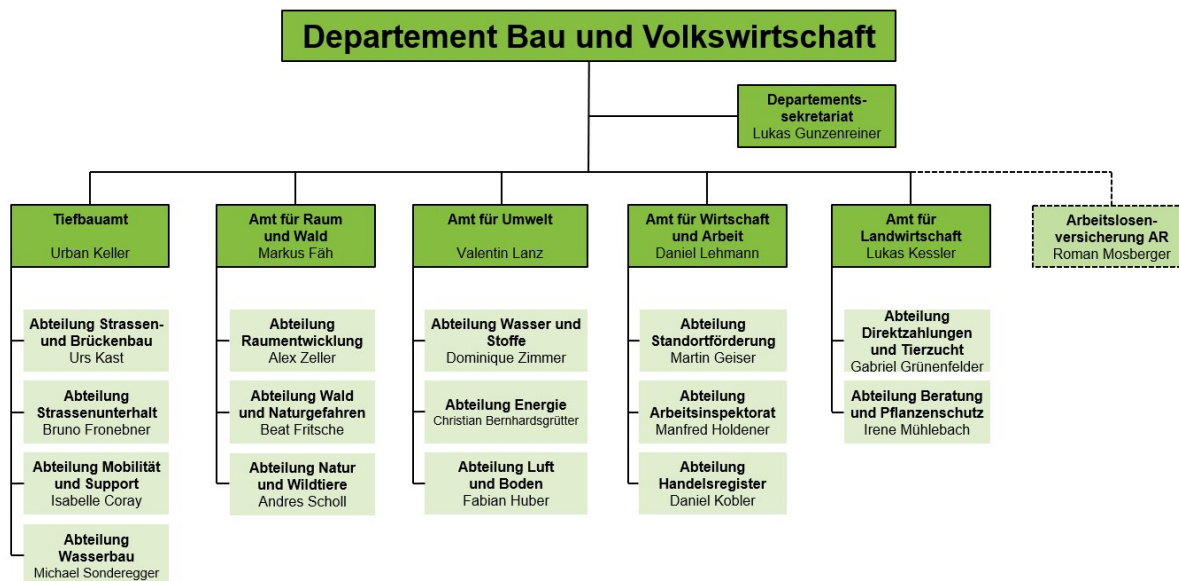 Departement Bau und Volkswirtschaft
Departements-
sekretariat
Lukas Gunzenreiner
Tiefbauamt
Urban Keller
Amt für Raum
und Wald
Markus Fäh
Amt für Umwelt
Valentin Lanz
Amt für Wirtschaft
und Arbeit
Daniel Lehmann
Amt für
Landwirtschaft
Lukas Kessler
Arbeitslosen-
versicherung AR
Roman Mosberger
Abteilung Strassen-
und Brückenbau
Urs Kast
Abteilung
Strassenunterhalt
Bruno Fronebner
Abteilung Mobilität
und Support
Isabelle Coray
Abteilung
Wasserbau
Michael Sonderegger
Abteilung
Raumentwicklung
Alex Zeller
Abteilung Wald
und Naturgefahren
Beat Fritsche
Abteilung Natur
und Wildtiere
Andres Scholl
Abteilung Wasser und
Stoffe
Dominique Zimmer
Abteilung Energie
Christian Bernhardsgrütter
Abteilung Luft
und Boden
Fabian Huber
Abteilung
Standortförderung
Martin Geiser
Abteilung
Arbeitsinspektorat
Manfred Holdener
Abteilung
Handelsregister
Daniel Kobler
Abteilung
Direktzahlungen
und Tierzucht
Gabriel Grünenfelder
Abteilung Beratung
und Pflanzenschutz
Irene Mühlebach